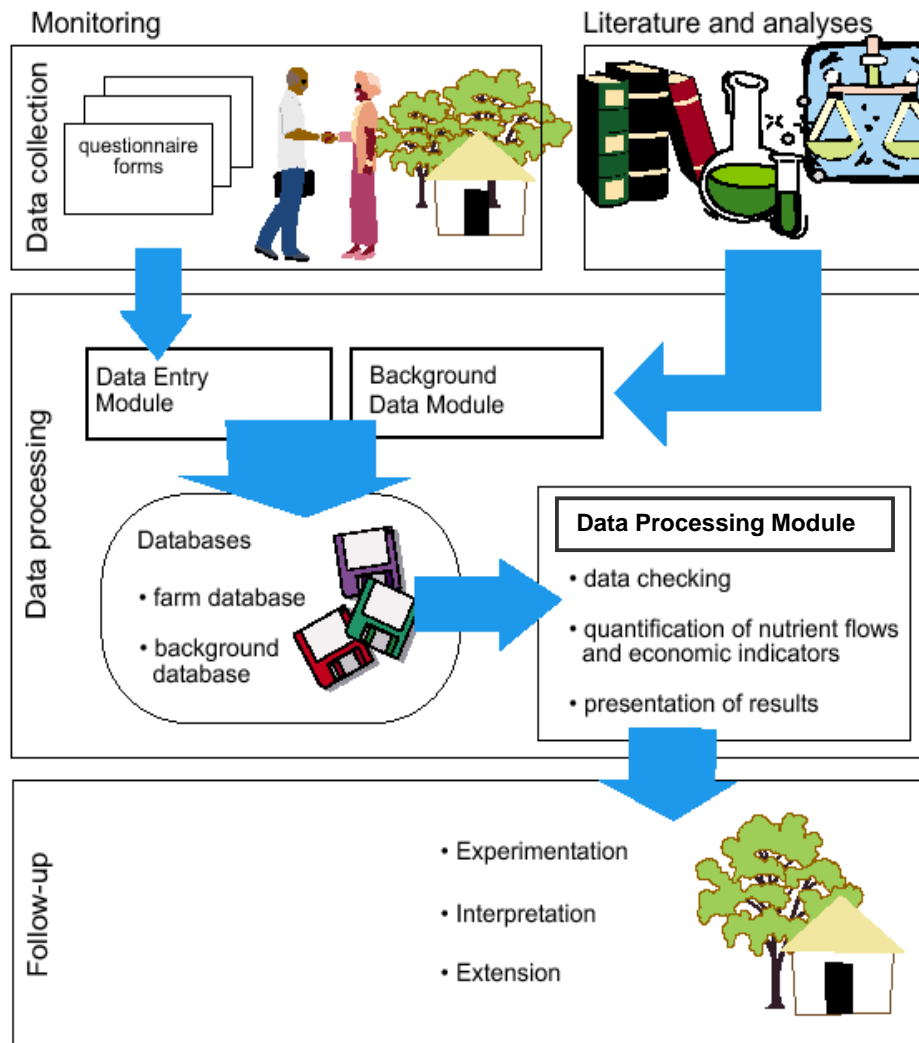 Monitoring
Literature and analyses
Data collection
questionnaire
forms
Data processing
Data Entry
Module
Background
Data Module
Databases
• farm database
• background
database
Data Processing Module
• data checking
• quantification of nutrient flows
and economic indicators
• presentation of results
Follow-up
• Experimentation
• Interpretation
• Extension